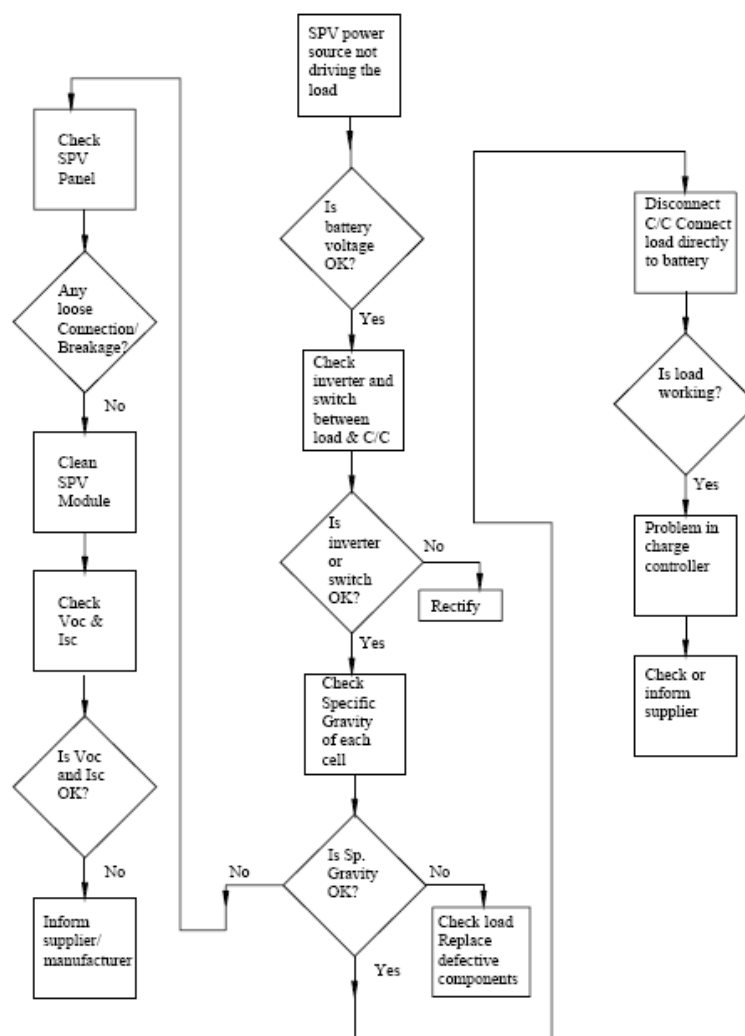 SPV power
source not
driving the
load
Is
battery
voltage
OK?
Yes
Check
inverter and
switch
between
load & C/C
Is
inverter
or
switch
OK?
No
Rectify
Yes
Check
Specific
Gravity
of each
cell
Is Sp.
Gravity
OK?
No
No
Check load
Replace
defective
components
Yes
Check
SPV
Panel
Any
loose
Connection/
Breakage?
No
Clean
SPV
Module
Check
Voc &
Isc
Is Voc
and Isc
OK?
No
Inform
supplier/
manufacturer
Disconnect
C/C Connect
load directly
to battery
Is load
working?
Yes
Problem in
charge
controller
Check or
inform
supplier